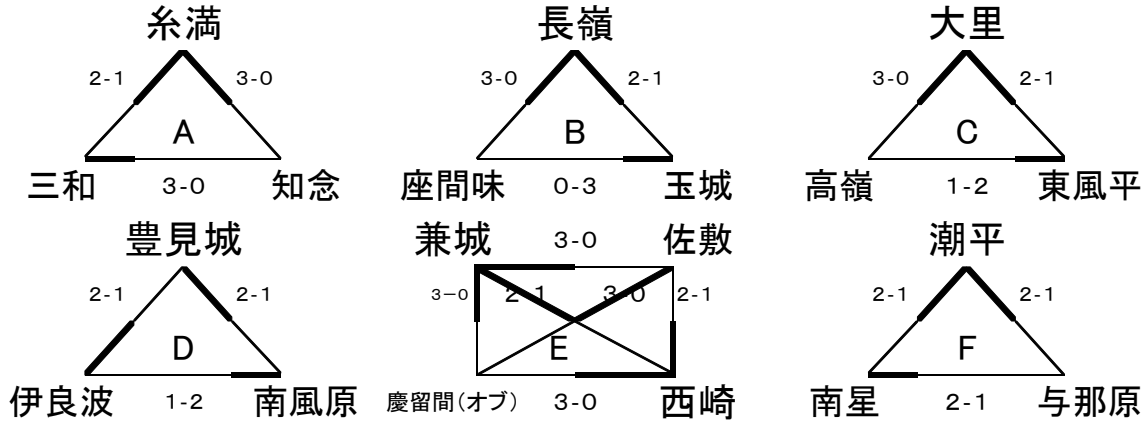 糸満 長嶺 大里
2-1 3-0 3-0 2-1 3-0 2-1
A B C
三和 3-0 知念 座間味 0-3 玉城 高嶺 1-2 東風平
豊見城 兼城 3-0 佐敷 潮平
2-1 2-1 3-0 2-1 3-0 2-1 2-1 2-1
D E F
伊良波 1-2 南風原 慶留間(オブ) 3-0 西崎 南星 2-1 与那原